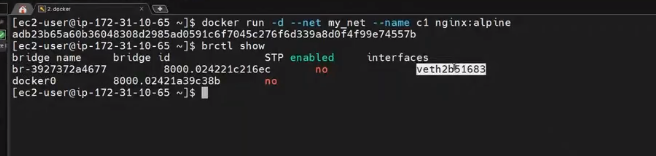 2.docker
[ec2-user@ip-172-31-10-65 ~]$ docker run -d --net my_net --name c1 nginx:alpine
adb23b65a60b36048308d2985ad0591c6f7045c276f6d339a8d0f4f99e74557b
[ec2-user@ip-172-31-10-65 ~]$ brctl show
bridge name bridge id STP enabled interfaces
br-3927372a4677 8000.024221c216ec no veth2b51683
docker0 8000.02421a39c38b no
[ec2-user@ip-172-31-10-65 ~]$